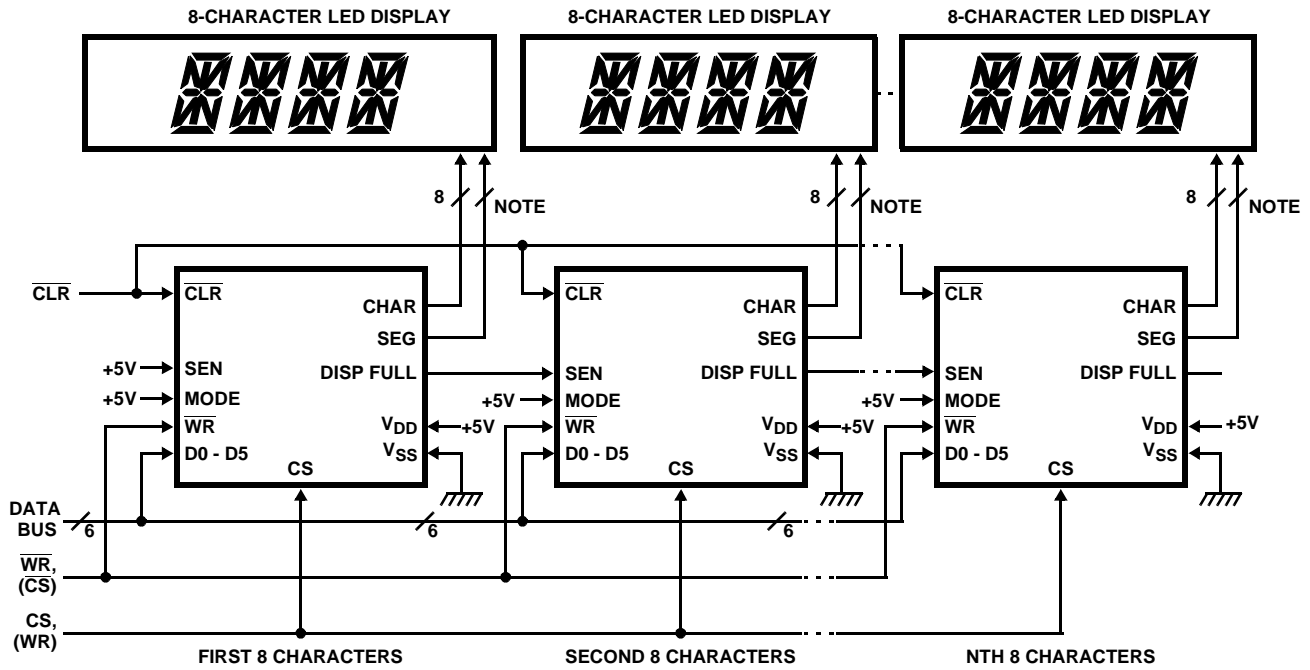 8-CHARACTER LED DISPLAY
8-CHARACTER LED DISPLAY
8-CHARACTER LED DISPLAY
8
NOTE
8
NOTE
8
NOTE
CLR
CLR
CHAR
SEG
+5V
SEN
DISP FULL
+5V
MODE
WR
VDD
+5V
D0 - D5
VSS
CS
CLR
CHAR
SEG
SEN
DISP FULL
+5V
MODE
WR
VDD
+5V
D0 - D5
VSS
CS
CLR
CHAR
SEG
SEN
DISP FULL
+5V
MODE
WR
VDD
+5V
D0 - D5
VSS
CS
DATA
BUS
6
6
6
WR,
(CS)
CS,
(WR)
FIRST 8 CHARACTERS
SECOND 8 CHARACTERS
NTH 8 CHARACTERS